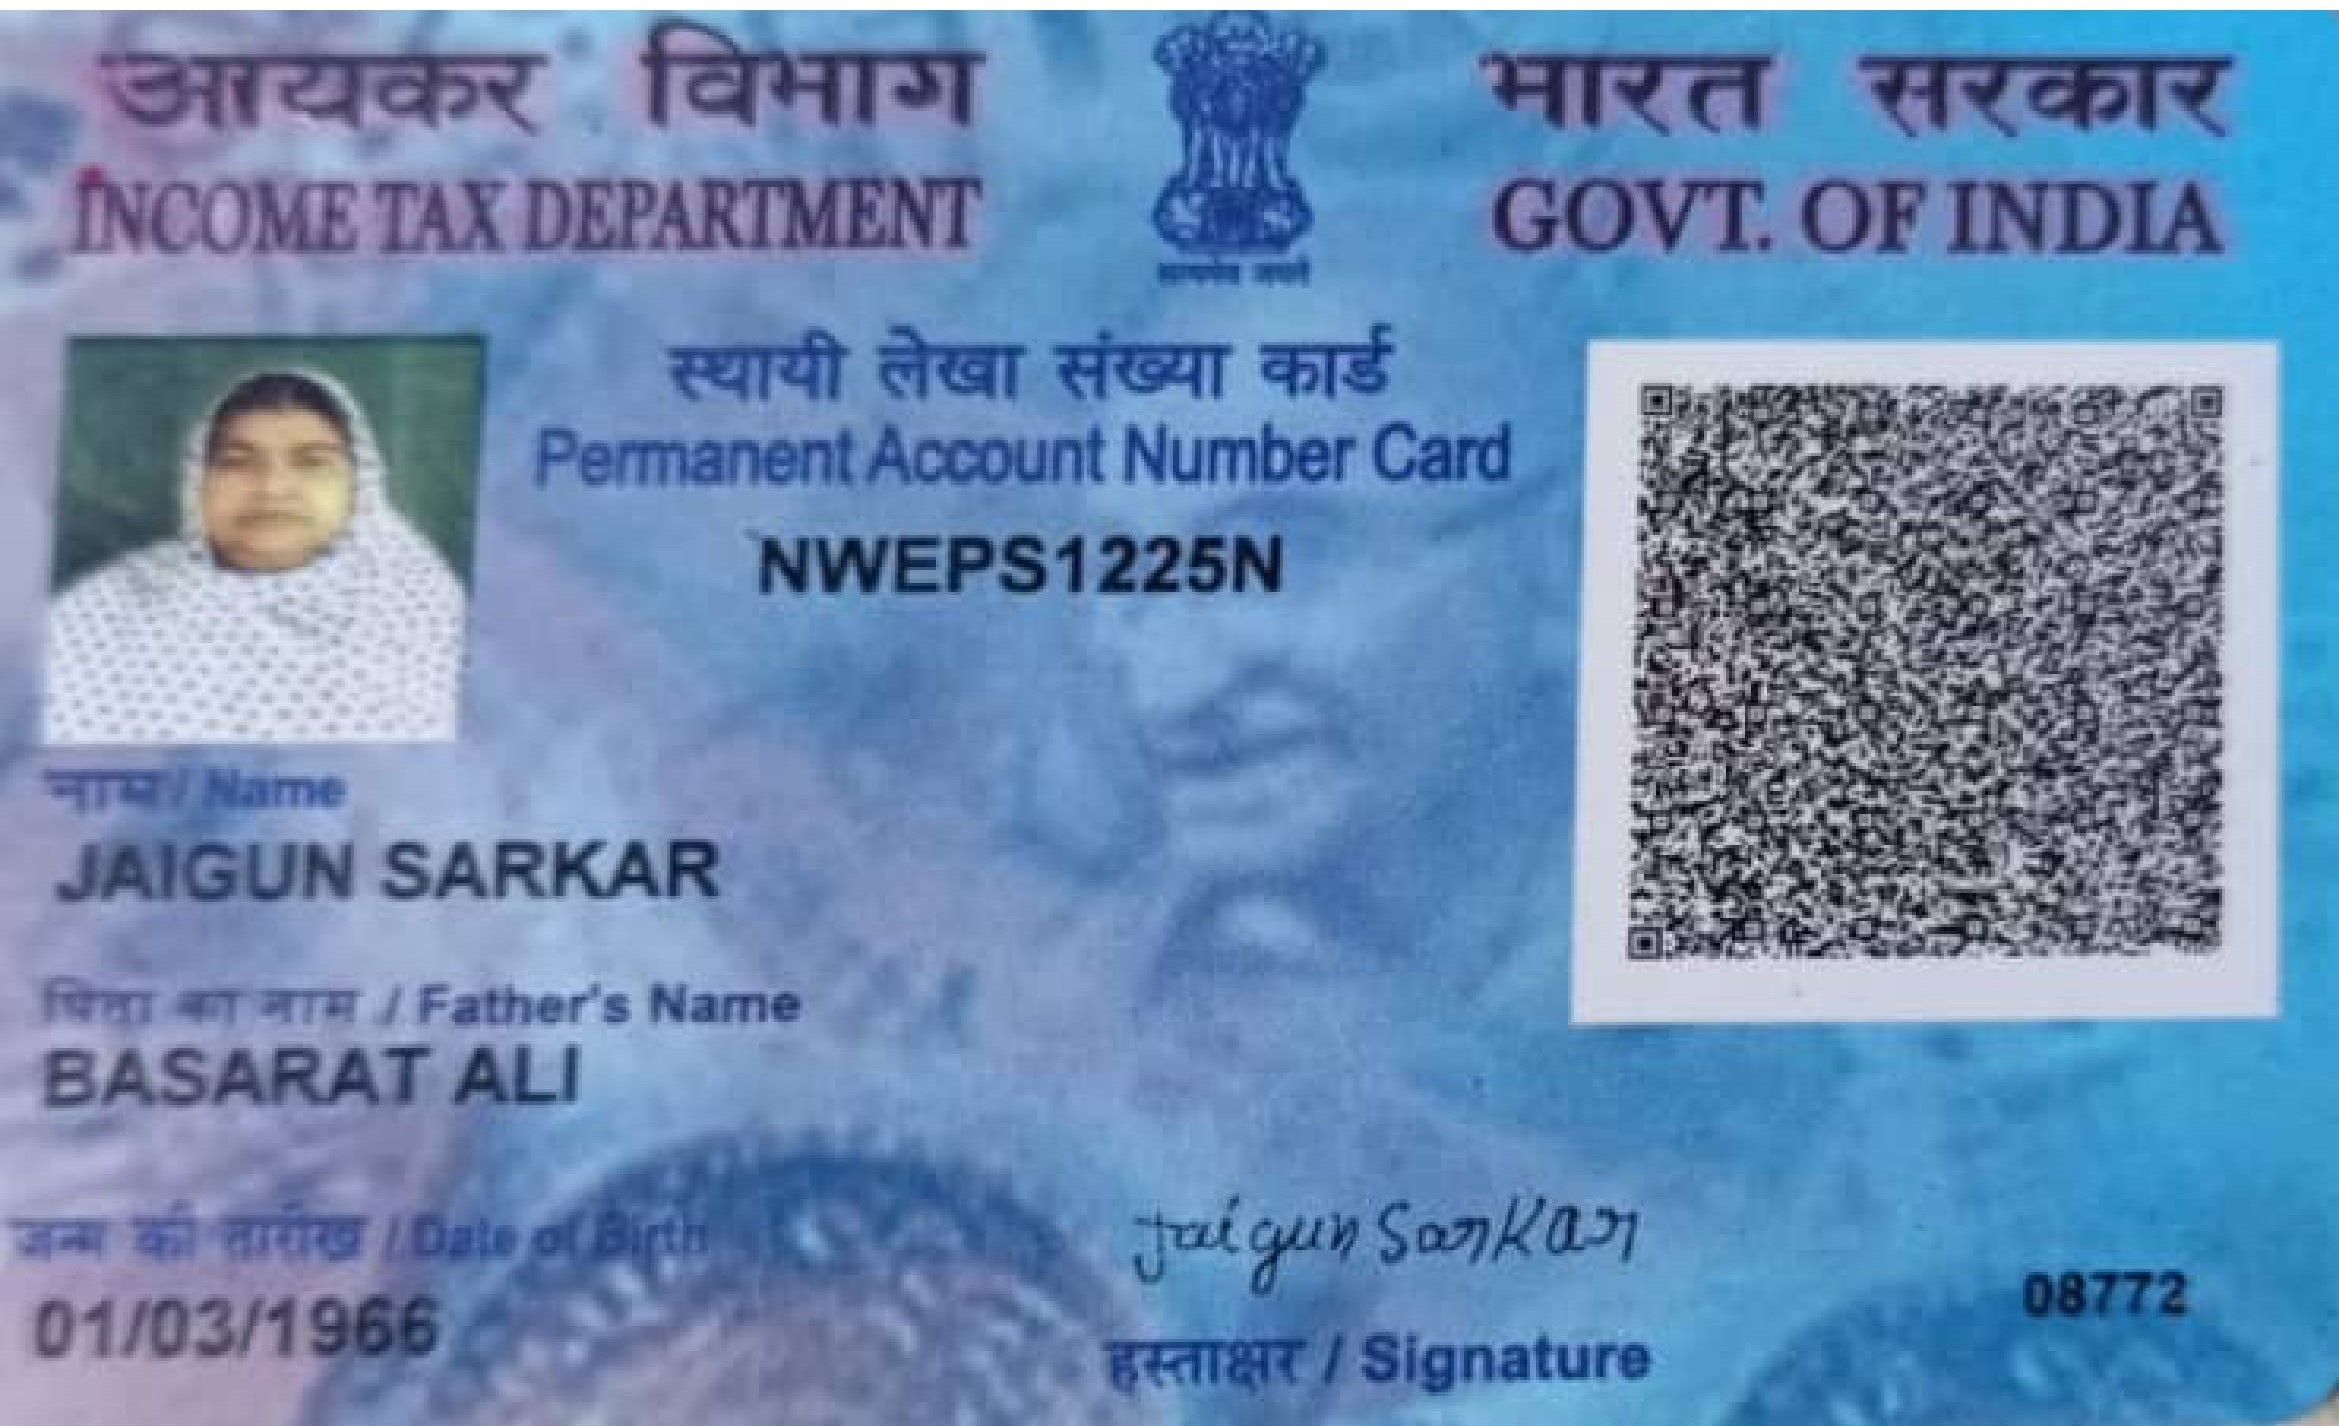 आयकर विभाग
INCOME TAX DEPARTMENT
सत्यमेव जयते
भारत सरकार
GOVT. OF INDIA
स्थायी लेखा संख्या कार्ड
Permanent Account Number Card
NWEPS1225N
नाम / Name
JAIGUN SARKAR
पिता का नाम / Father's Name
BASARAT ALI
जन्म की तारीख / Date of Birth
01/03/1966
Jaigun Sarkar
हस्ताक्षर / Signature
08772